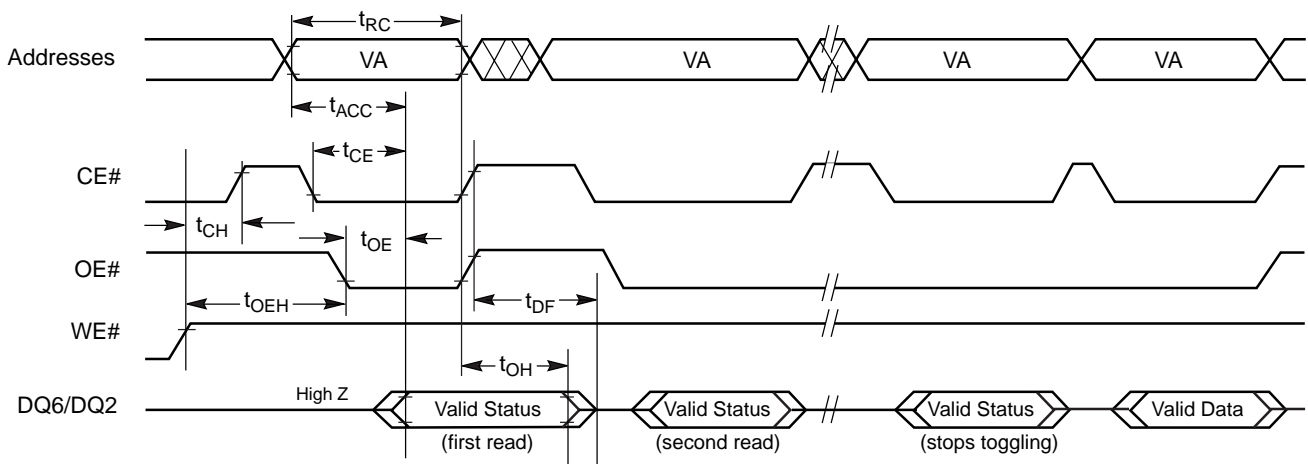 tRC
Addresses VA VA VA VA
tACC
tCE
CE#
tCH tOE
OE#
tOEH tDF
WE#
tOH
High Z
DQ6/DQ2 Valid Status Valid Status Valid Status Valid Data
(first read) (second read) (stops toggling)